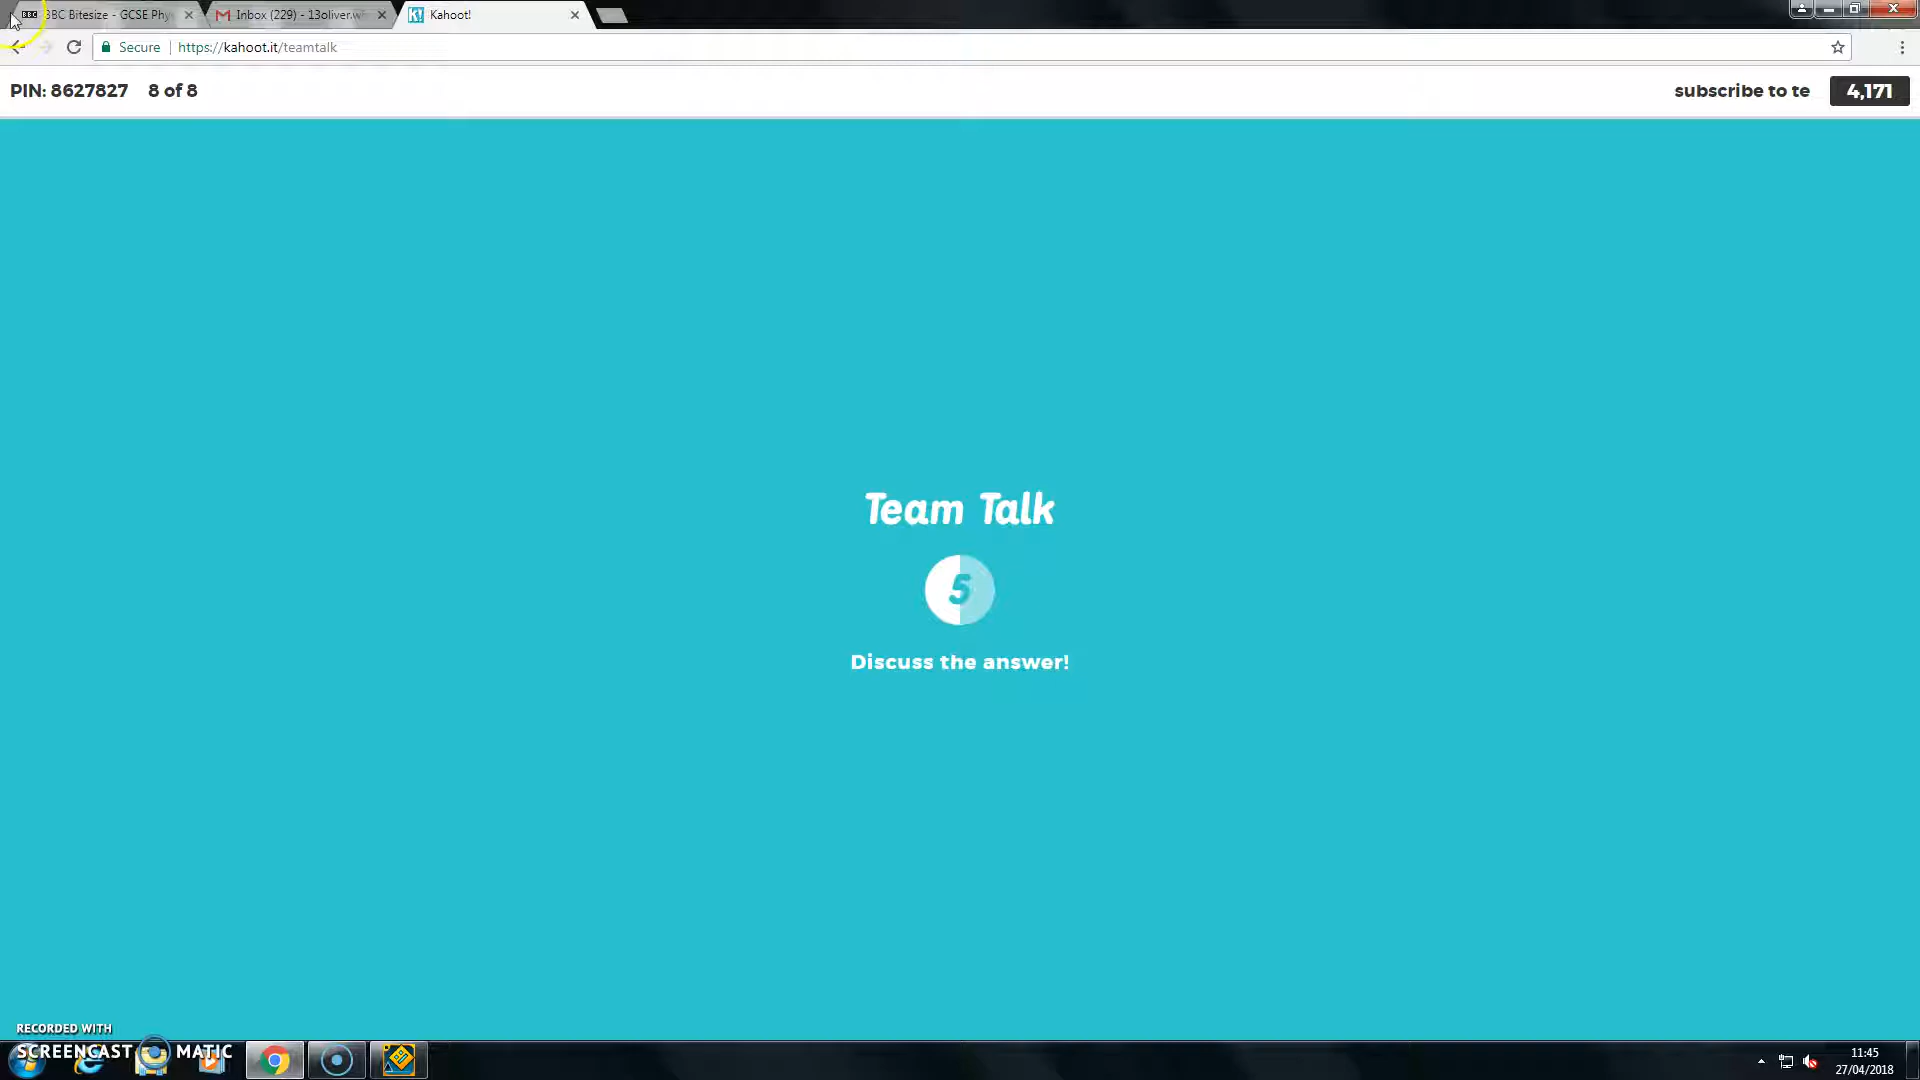 BBC Bitesize - GCSE Phy
Inbox (229) - 13oliver.w
Kahoot!
Secure https://kahoot.it/teamtalk
PIN: 8627827 8 of 8
subscribe to te 4,171
Team Talk
5
Discuss the answer!
RECORDED WITH
SCREENCAST MATIC
11:45
27/04/2018